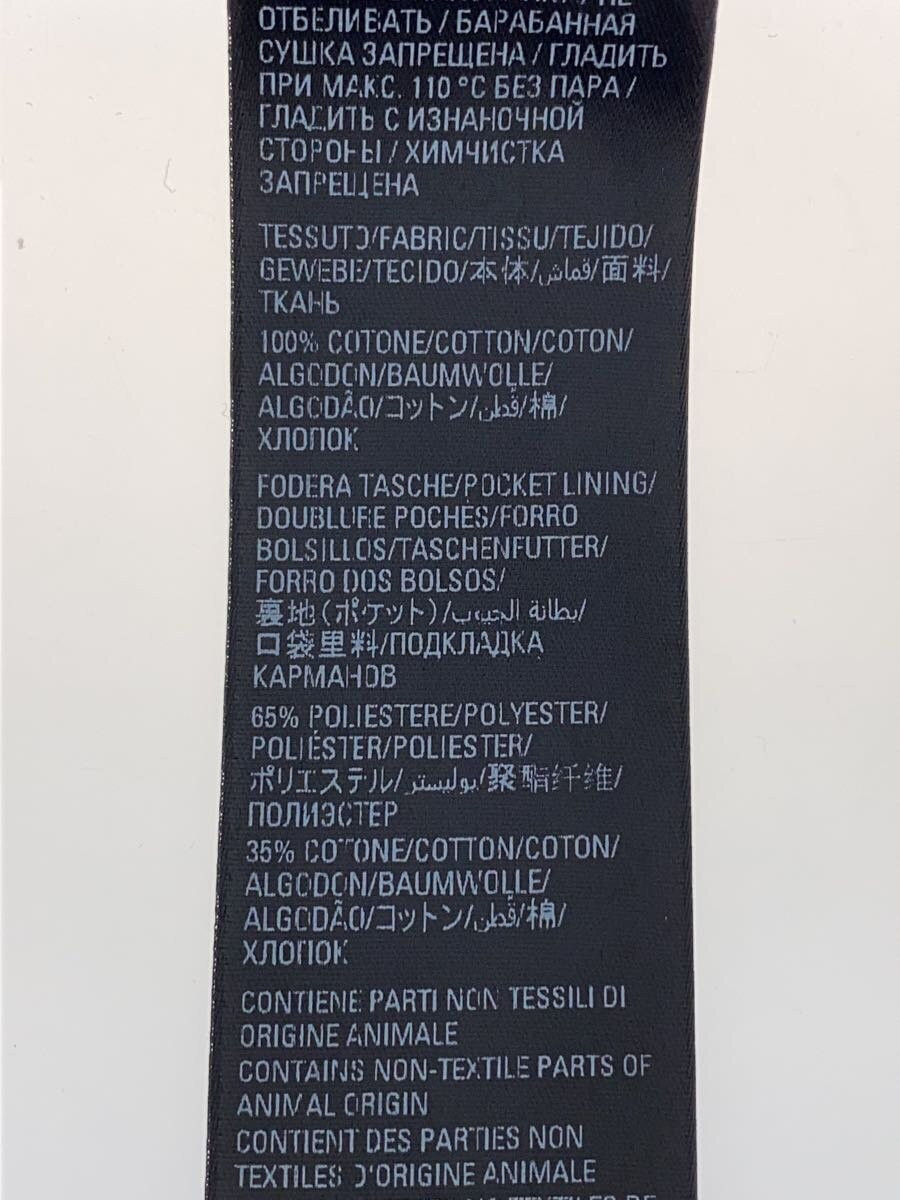 ОТБЕЛИВАТЬ / БАРАБАННАЯ
СУШКА ЗАПРЕЩЕНА / ГЛАДИТЬ
ПРИ МАКС. 110 °C БЕЗ ПАРА /
ГЛАДИТЬ С ИЗНАНОЧНОЙ
СТОРОНЫ / ХИМЧИСТКА
ЗАПРЕЩЕНА
TESSUTO/FABRIC/TISSU/TEJIDO/
GEWEBE/TECIDO/本体/قماش/面料/
ТКАНЬ
100% COTONE/COTTON/COTON/
ALGODON/BAUMWOLLE/
ALGODÃO/コットン/قطن/棉/
ХЛОПОК
FODERA TASCHE/POCKET LINING/
DOUBLURE POCHES/FORRO
BOLSILLOS/TASCHENFUTTER/
FORRO DOS BOLSOS/
裏地(ポケット)/بطانة الجيوب/
口袋里料/ПОДКЛАДКА
КАРМАНОВ
65% POLIESTERE/POLYESTER/
POLIÉSTER/POLIESTER/
ポリエステル/بوليستر/聚酯纤维/
ПОЛИЭСТЕР
35% COTONE/COTTON/COTON/
ALGODON/BAUMWOLLE/
ALGODÃO/コットン/قطن/棉/
ХЛОПОК
CONTIENE PARTI NON TESSILI DI
ORIGINE ANIMALE
CONTAINS NON-TEXTILE PARTS OF
ANIMAL ORIGIN
CONTIENT DES PARTIES NON
TEXTILES D'ORIGINE ANIMALE